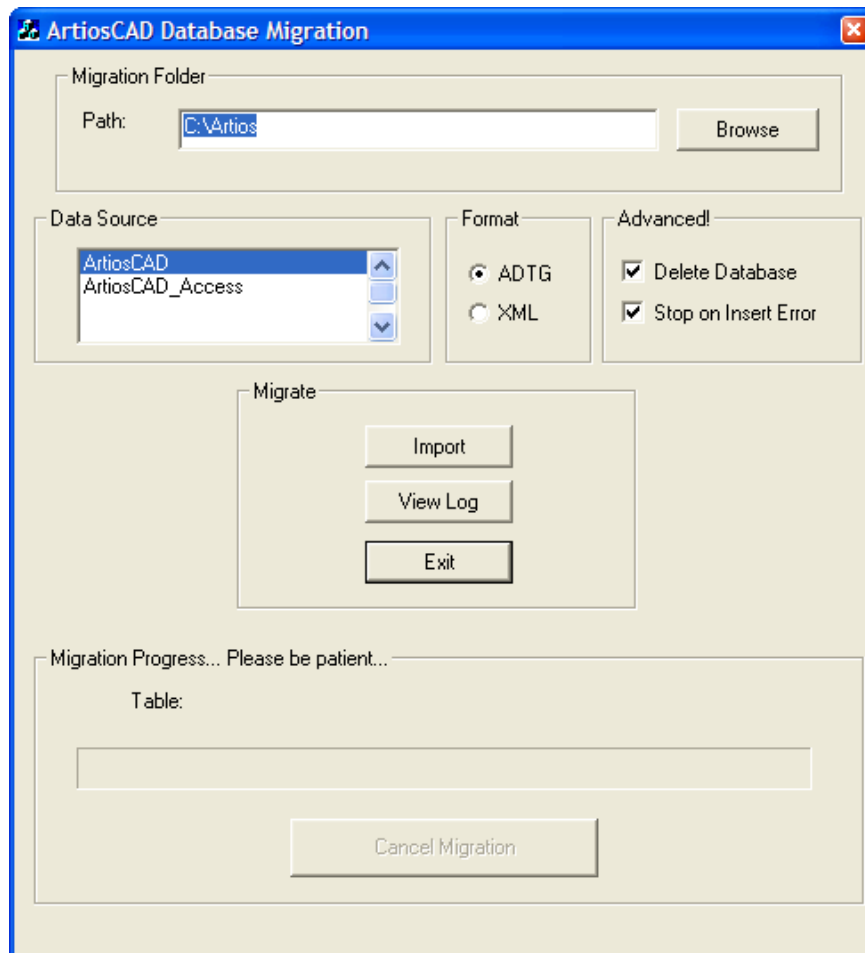 ArtiosCAD Database Migration
Migration Folder
Path:
C:\Artios
Browse
Data Source
ArtiosCAD
ArtiosCAD_Access
Format
ADTG
XML
Advanced!
Delete Database
Stop on Insert Error
Migrate
Import
View Log
Exit
Migration Progress... Please be patient...
Table:
Cancel Migration